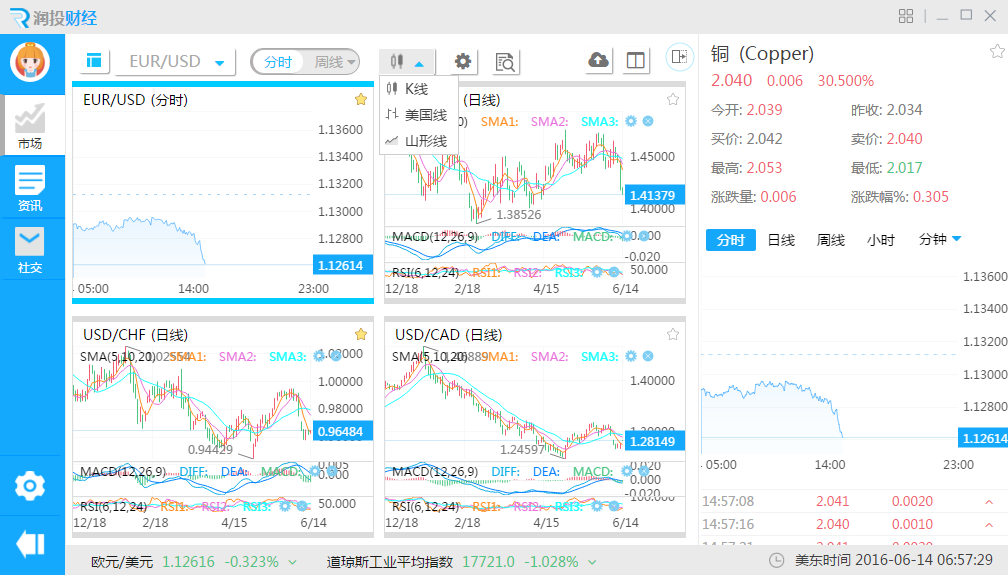 润投财经
市场
资讯
社交
EUR/USD
分时 周线
K线
美国线
山形线
EUR/USD (分时)
1.13600
1.13400
1.13200
1.13000
1.12800
1.12614
05:00 14:00 23:00
(日线)
SMA1: SMA2: SMA3:
1.45000
1.41379
1.40000
1.38526
MACD(12,26,9) DIFF: DEA: MACD: 0.000
-0.020
RSI(6,12,24) RSI1: RSI2: RSI3: 50.000
12/18 2/18 4/15 6/14
USD/CHF (日线)
SMA(5,10,20) SMA1: SMA2: SMA3:
1.00000
0.98000
0.96484
0.94429
MACD(12,26,9) DIFF: DEA: MACD: 0.005
0.000
RSI(6,12,24) RSI1: RSI2: RSI3: 50.000
12/18 2/18 4/15 6/14
USD/CAD (日线)
SMA(5,10,20) SMA1: SMA2: SMA3:
1.40000
1.28149
1.24597
MACD(12,26,9) DIFF: DEA: MACD: 0.020
0.000
-0.020
RSI(6,12,24) RSI1: RSI2: RSI3: 50.000
12/18 2/18 4/15 6/14
铜 (Copper)
2.040 0.006 30.500%
今开: 2.039 昨收: 2.034
买价: 2.042 卖价: 2.040
最高: 2.053 最低: 2.017
涨跌量: 0.006 涨跌幅%: 0.305
分时 日线 周线 小时 分钟
1.13600
1.13400
1.13200
1.13000
1.12800
1.12614
05:00 14:00 23:00
14:57:08 2.041 0.0020
14:57:16 2.040 0.0010
欧元/美元 1.12616 -0.323% 道琼斯工业平均指数 17721.0 -1.028% 美东时间 2016-06-14 06:57:29